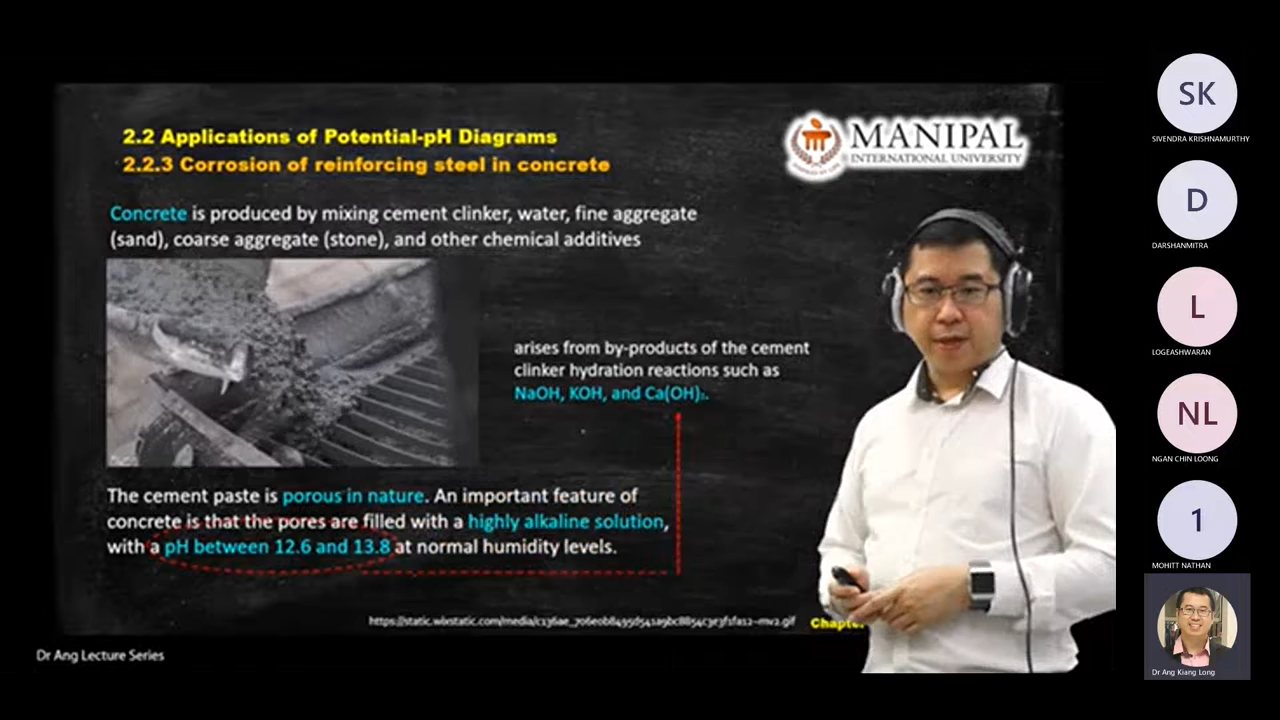 2.2 Applications of Potential-pH Diagrams
2.2.3 Corrosion of reinforcing steel in concrete
MANIPAL
INTERNATIONAL UNIVERSITY
Concrete is produced by mixing cement clinker, water, fine aggregate
(sand), coarse aggregate (stone), and other chemical additives
arises from by-products of the cement
clinker hydration reactions such as
NaOH, KOH, and Ca(OH)₂.
The cement paste is porous in nature. An important feature of
concrete is that the pores are filled with a highly alkaline solution,
with a pH between 12.6 and 13.8 at normal humidity levels.
Dr Ang Lecture Series
SK
SIVENDRA KRISHNAMURTHY
D
DARSHANMITRA
L
LOGEASHWARAN
NL
NGAN CHIN LOONG
1
MOHITT NATHAN
Dr Ang Kiang Long